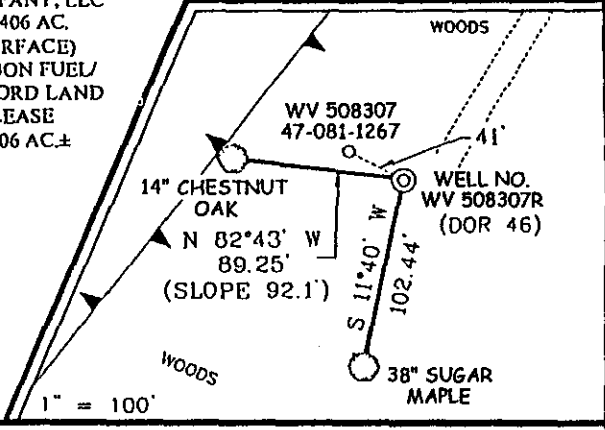 PANY, LLC
406 AC.
RFACE)
ON FUEL/
ORD LAND
EASE
06 AC.±
WOODS
WV 508307
47-081-1267
41'
14" CHESTNUT
OAK
WELL NO.
WV 508307R
(DOR 46)
N 82°43' W
89.25'
(SLOPE 92.1')
S 11°40' W
102.44'
WOODS
38" SUGAR
MAPLE
1" = 100'